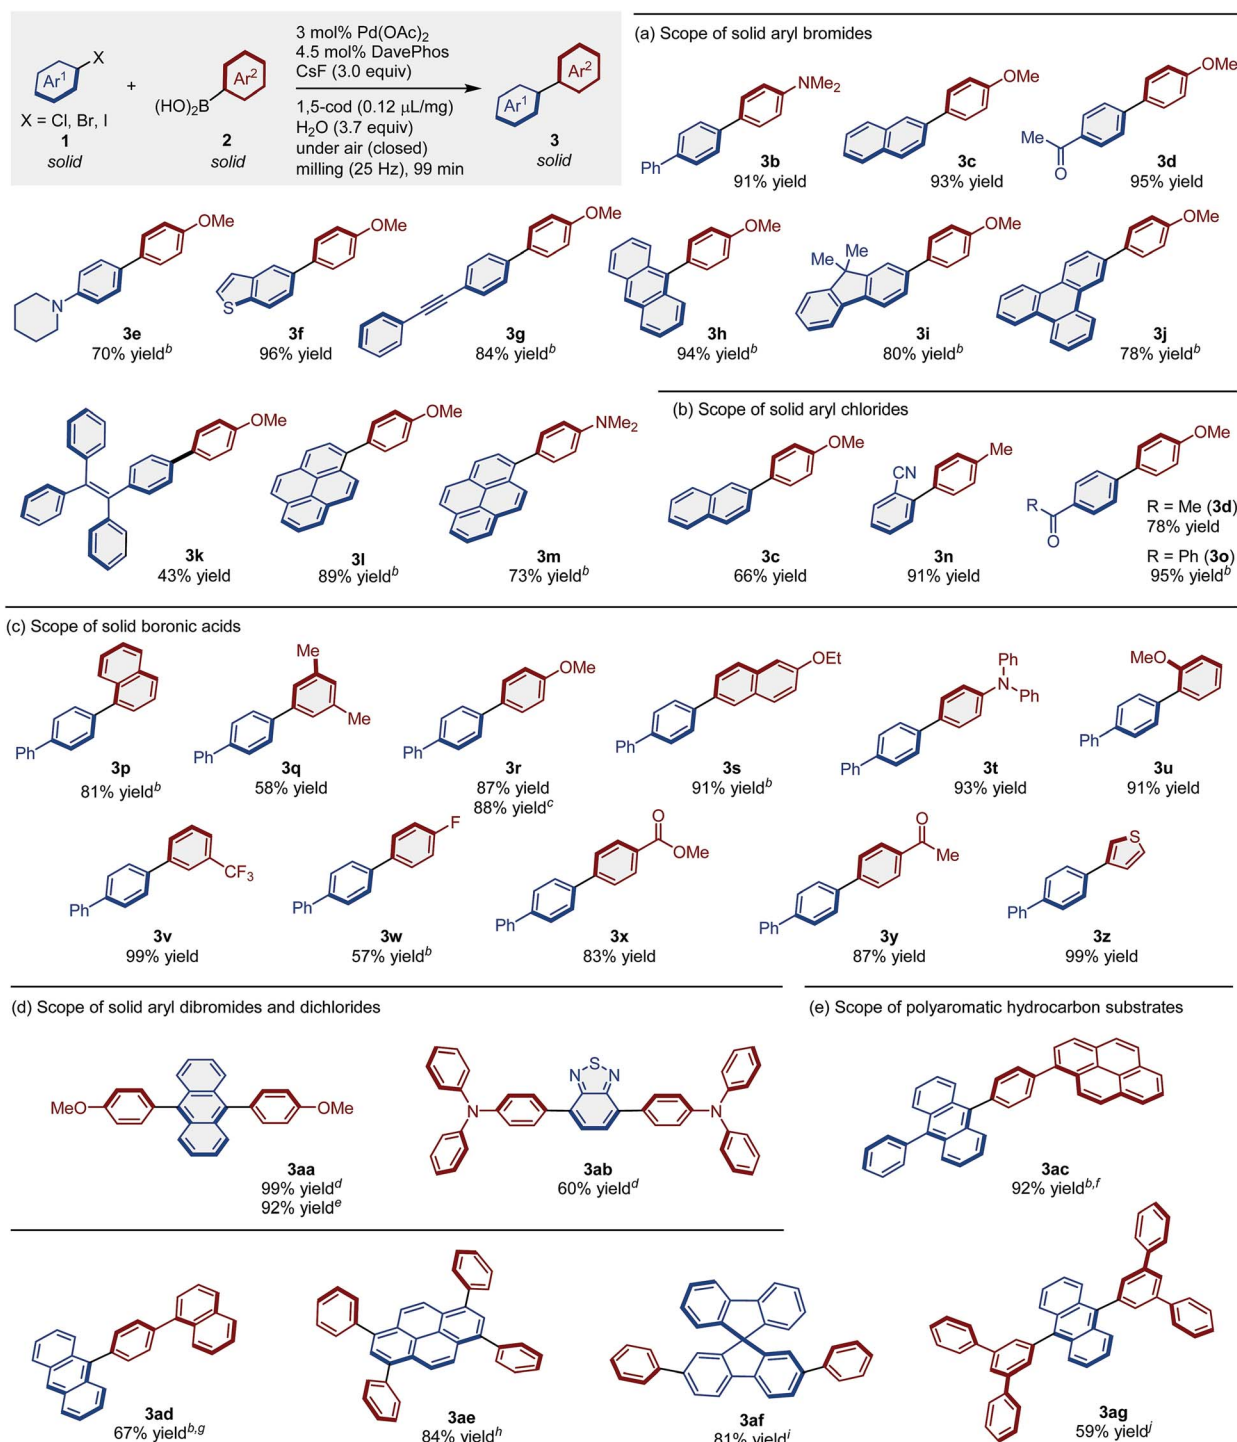 X
Ar1
X = Cl, Br, I
1
solid
+
(HO)2B
Ar2
2
solid
3 mol% Pd(OAc)2
4.5 mol% DavePhos
CsF (3.0 equiv)
1,5-cod (0.12 μL/mg)
H2O (3.7 equiv)
under air (closed)
milling (25 Hz), 99 min
Ar2
Ar1
3
solid
(a) Scope of solid aryl bromides
NMe2
Ph
3b
91% yield
OMe
3c
93% yield
OMe
Me
O
3d
95% yield
OMe
N
3e
70% yieldb
OMe
S
3f
96% yield
OMe
3g
84% yieldb
OMe
3h
94% yieldb
OMe
Me
Me
3i
80% yieldb
OMe
3j
78% yieldb
OMe
3k
43% yield
OMe
3l
89% yieldb
NMe2
3m
73% yieldb
(b) Scope of solid aryl chlorides
OMe
3c
66% yield
Me
CN
3n
91% yield
OMe
R
O
R = Me (3d)
78% yield
R = Ph (3o)
95% yieldb
(c) Scope of solid boronic acids
Ph
3p
81% yieldb
Me
Me
Ph
3q
58% yield
OMe
Ph
3r
87% yield
88% yieldc
OEt
Ph
3s
91% yieldb
Ph
N
Ph
Ph
3t
93% yield
MeO
Ph
3u
91% yield
CF3
Ph
3v
99% yield
F
Ph
3w
57% yieldb
O
OMe
Ph
3x
83% yield
O
Me
Ph
3y
87% yield
S
Ph
3z
99% yield
(d) Scope of solid aryl dibromides and dichlorides
MeO
OMe
3aa
99% yieldd
92% yielde
S
N
N
N
N
3ab
60% yieldd
(e) Scope of polyaromatic hydrocarbon substrates
3ac
92% yieldb,f
3ad
67% yieldb,g
3ae
84% yieldh
3af
81% yieldi
3ag
59% yieldj